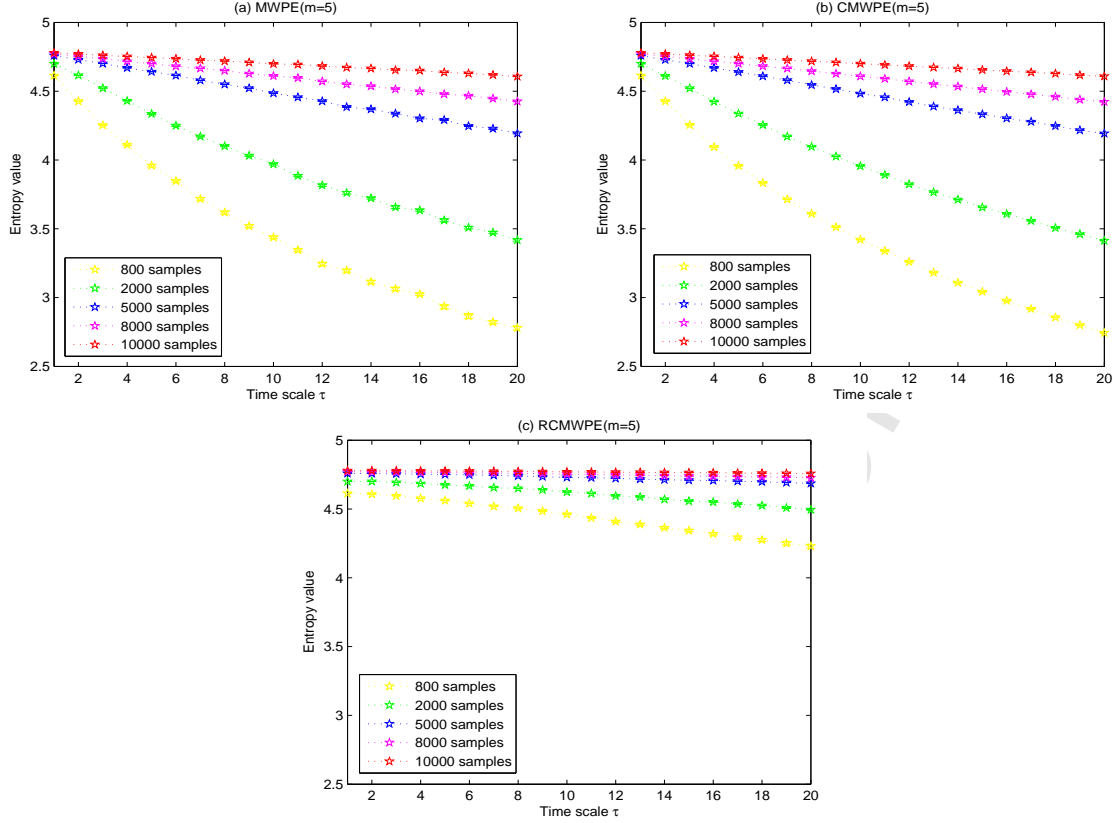 (a) MWPE(m=5)
5
4.5
4
3.5
3
2.5
Entropy value
800 samples
2000 samples
5000 samples
8000 samples
10000 samples
2 4 6 8 10 12 14 16 18 20
Time scale τ
(b) CMWPE(m=5)
5
4.5
4
3.5
3
2.5
Entropy value
800 samples
2000 samples
5000 samples
8000 samples
10000 samples
2 4 6 8 10 12 14 16 18 20
Time scale τ
(c) RCMWPE(m=5)
5
4.5
4
3.5
3
2.5
Entropy value
800 samples
2000 samples
5000 samples
8000 samples
10000 samples
2 4 6 8 10 12 14 16 18 20
Time scale τ